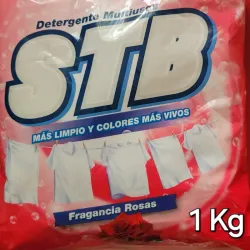 Detergente Multiusos
STB
MÁS LIMPIO Y COLORES MÁS VIVOS
Fragancia Rosas
1 Kg